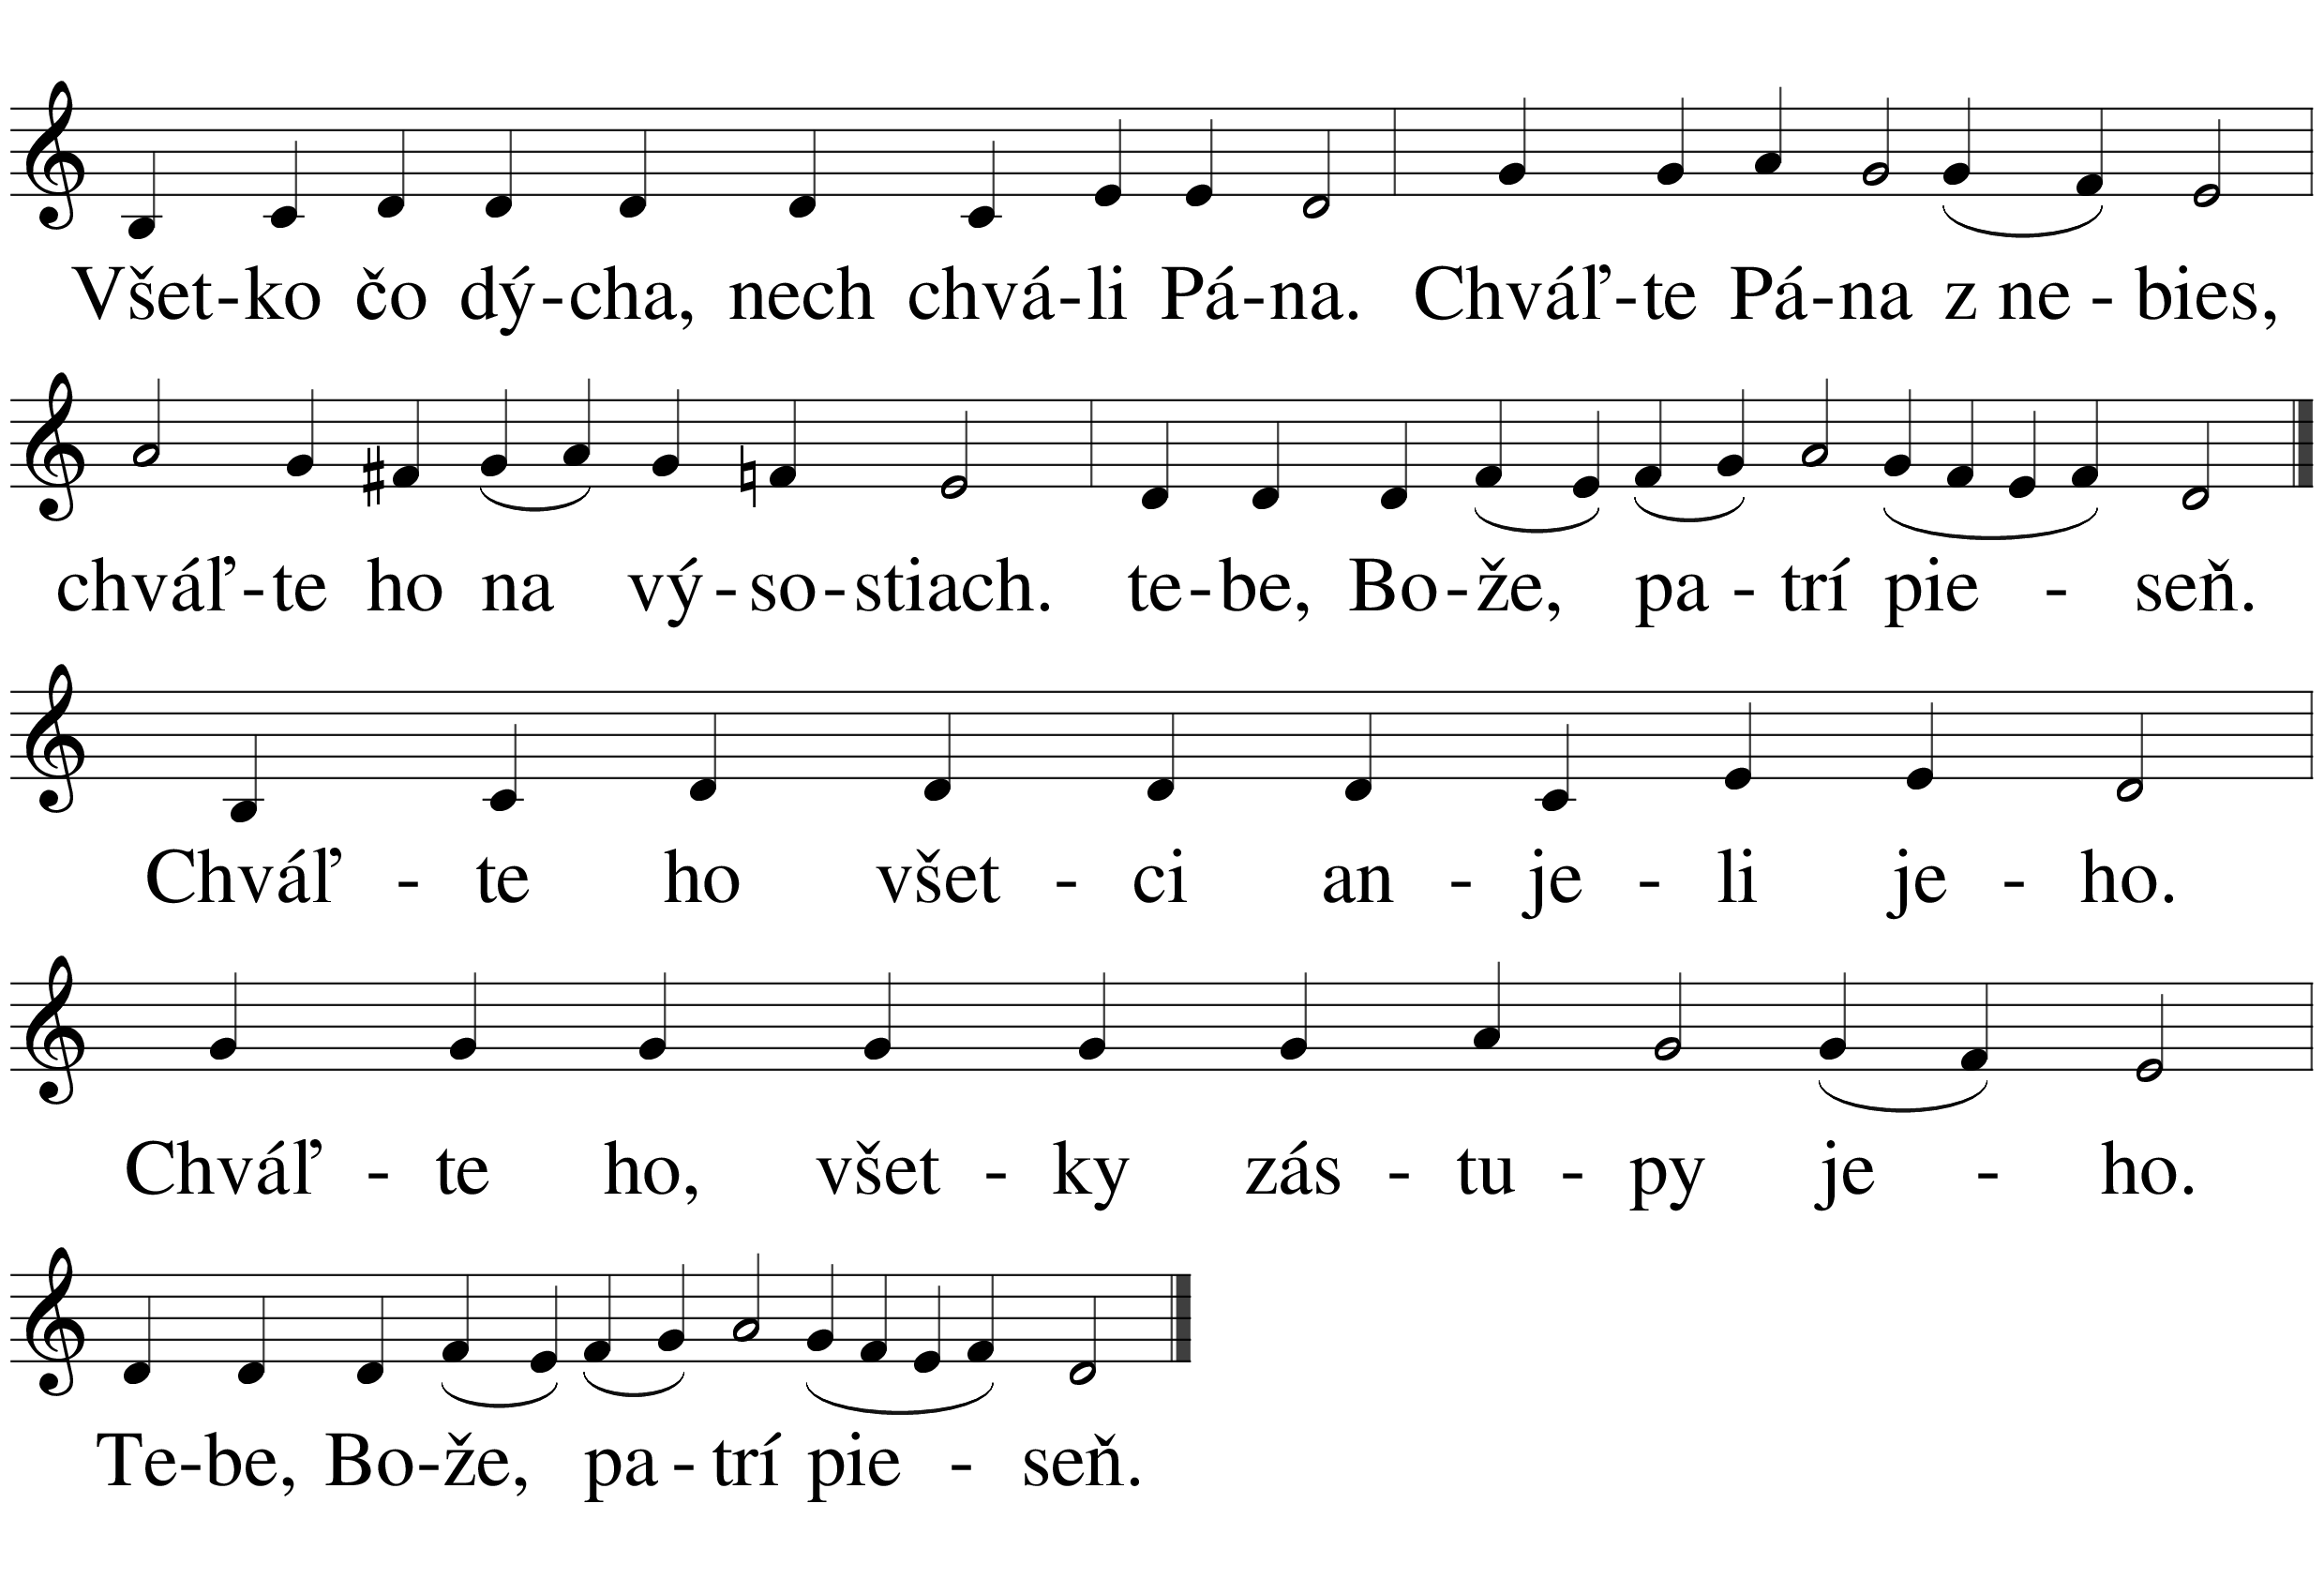 Všet-ko čo dý-cha, nech chvá-li Pá-na. Chváľ-te Pá-na z ne - bies,
chváľ-te ho na vý-so-stiach. te-be, Bo-že, pa - trí pie - seň.
Chváľ - te ho všet - ci an - je - li je - ho.
Chváľ - te ho, všet - ky zás - tu - py je - ho.
Te-be, Bo-že, pa - trí pie - seň.